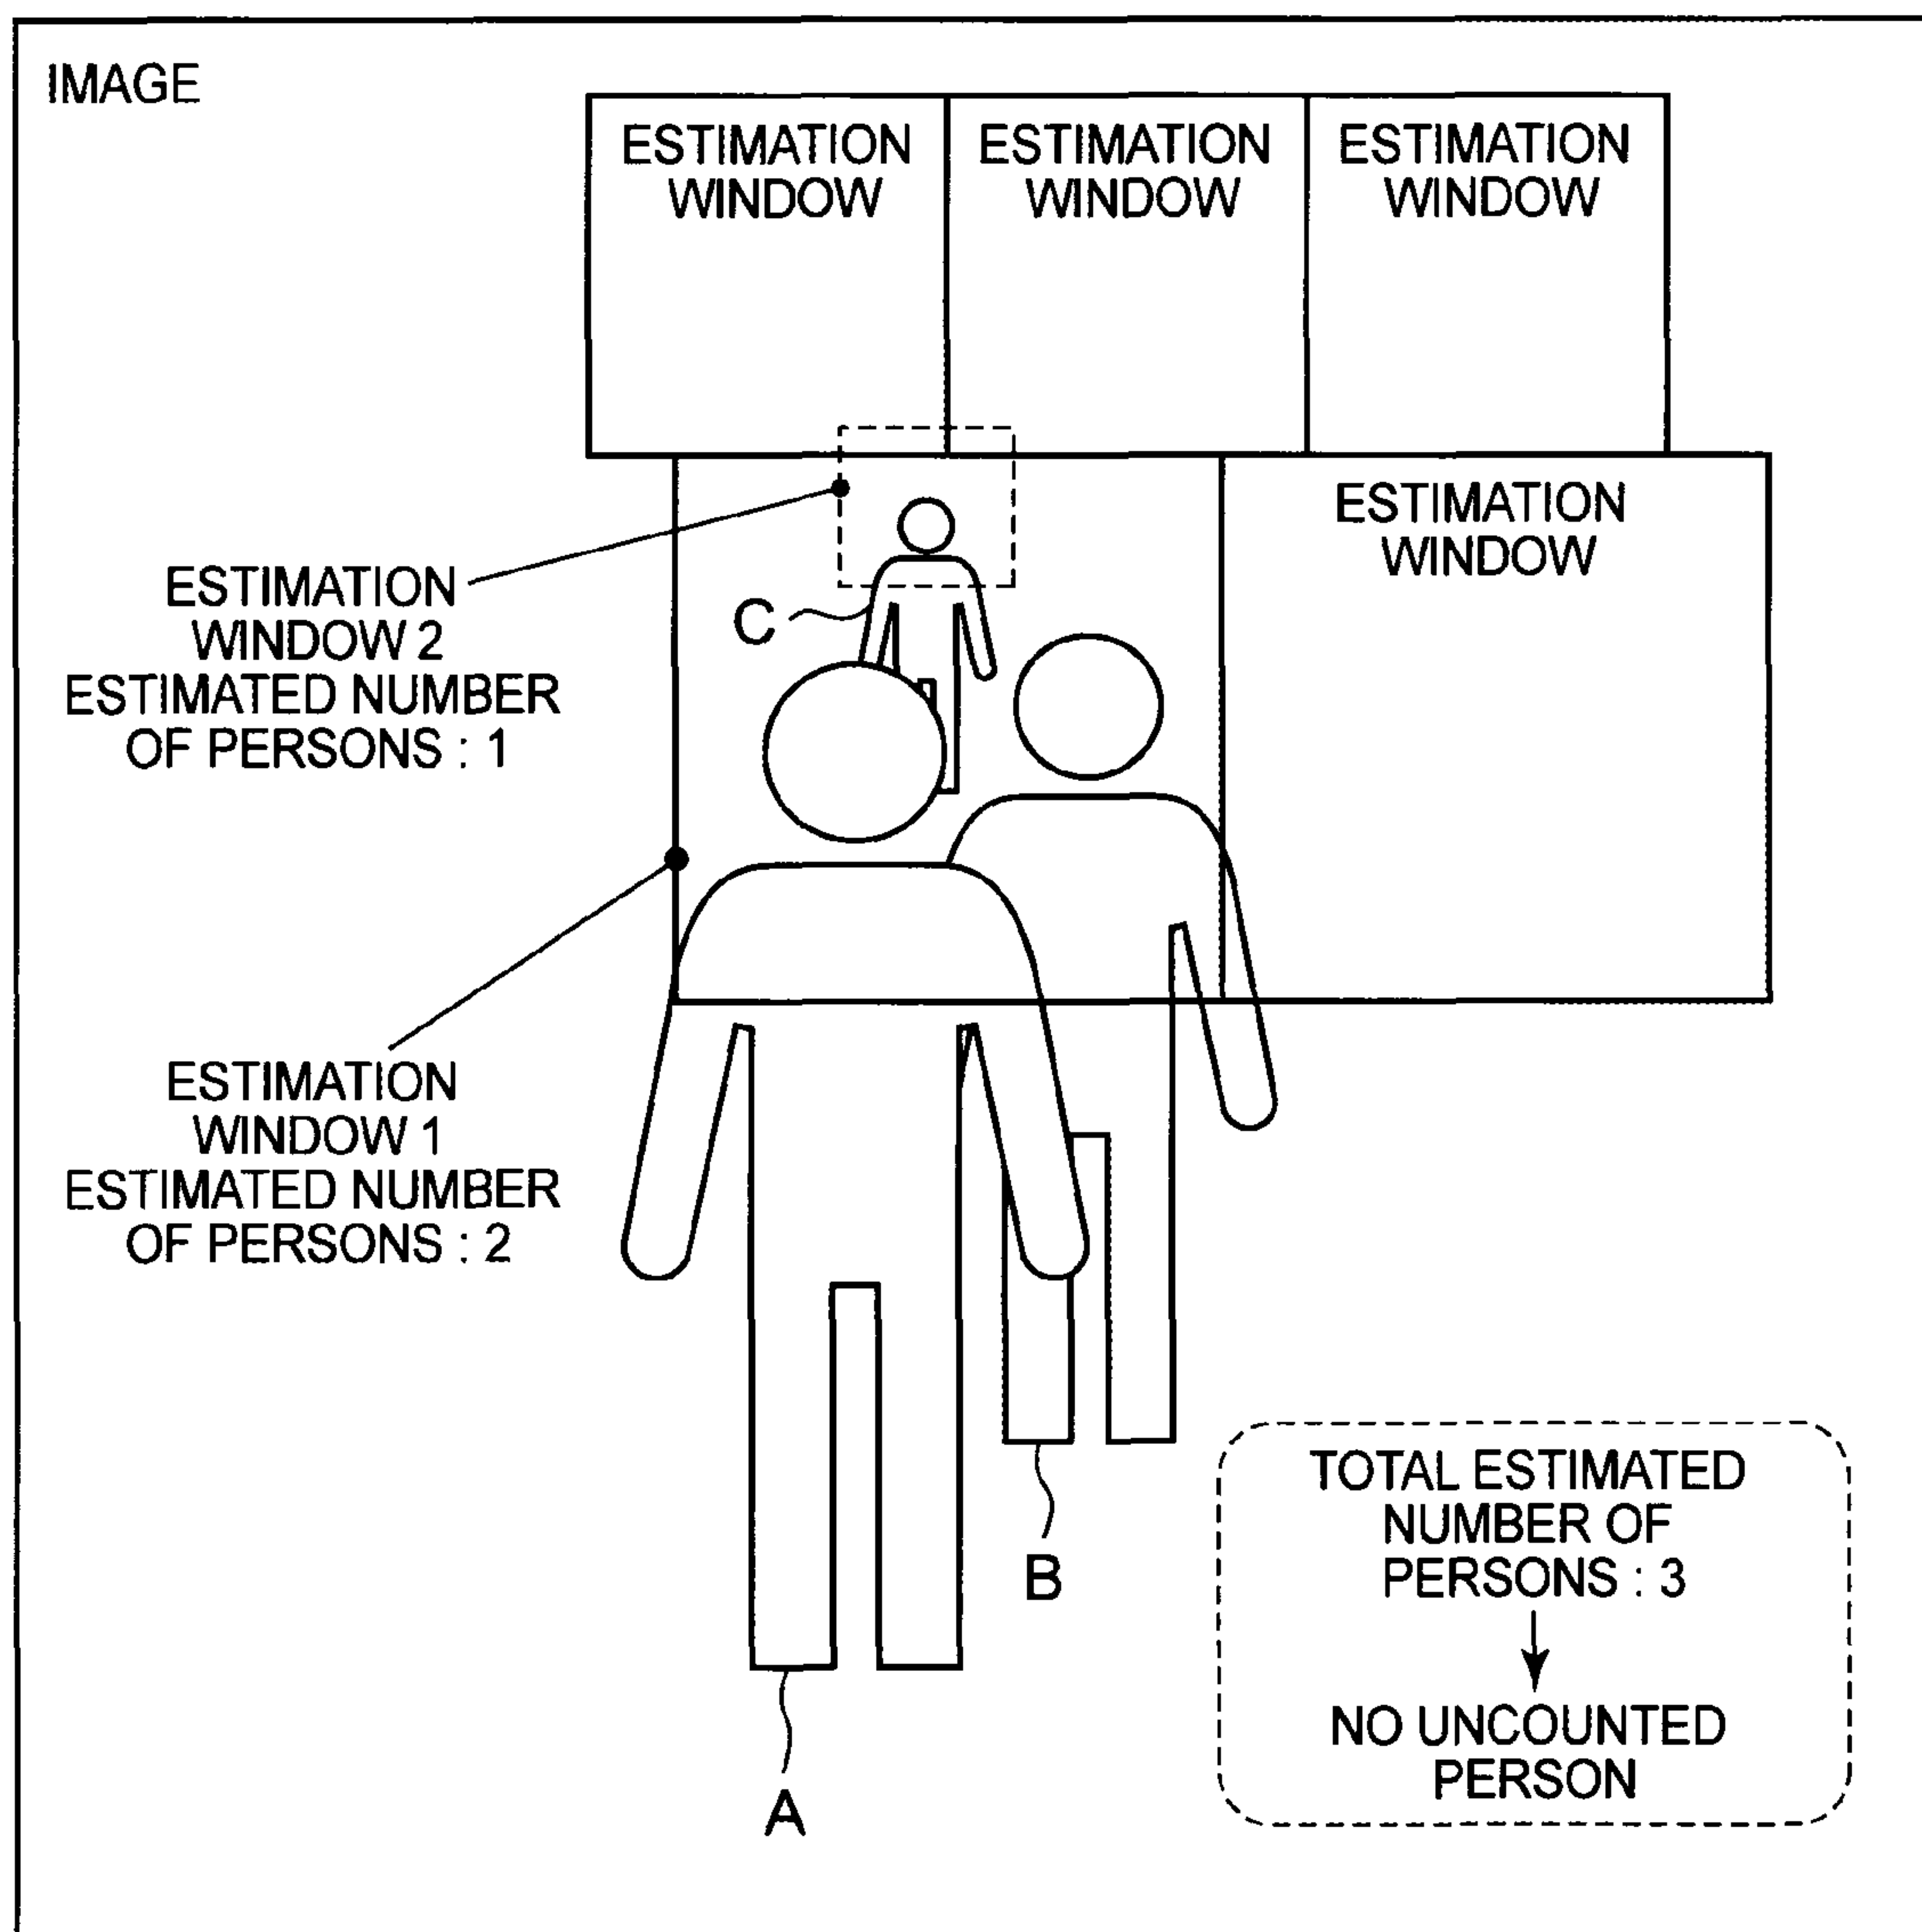 IMAGE
ESTIMATION
WINDOW
ESTIMATION
WINDOW
ESTIMATION
WINDOW
ESTIMATION
WINDOW
ESTIMATION
WINDOW 2
ESTIMATED NUMBER
OF PERSONS : 1
C
ESTIMATION
WINDOW 1
ESTIMATED NUMBER
OF PERSONS : 2
B
A
TOTAL ESTIMATED
NUMBER OF
PERSONS : 3
NO UNCOUNTED
PERSON